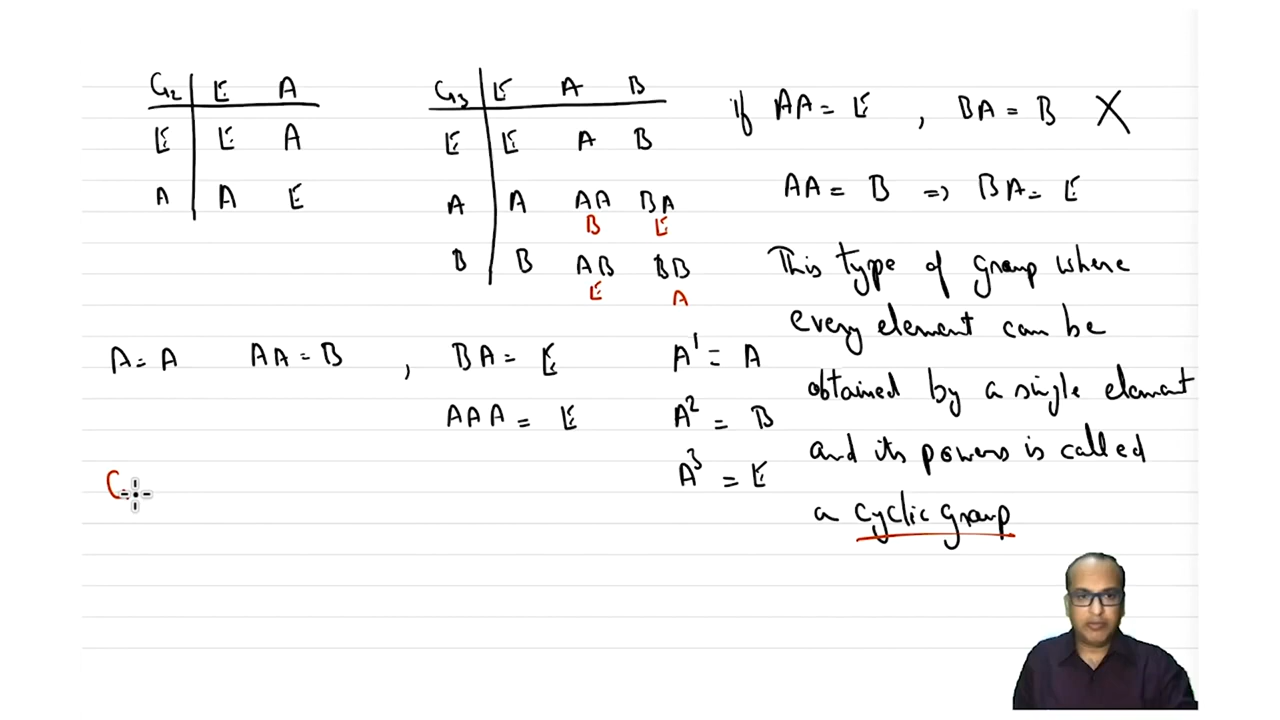 G2 E A
E E A
A A E
G3 E A B
E E A B
A A AA BA
B E
B B AB BB
E A
if AA = E , BA = B X
AA = B => BA = E
This type of group where
every element can be
obtained by a single element
and its powers is called
a cyclic group
A = A AA = B , BA = E
AAA = E
A¹ = A
A² = B
A³ = E